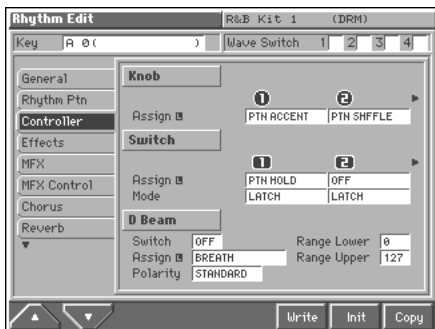 Rhythm Edit R&B Kit 1 (DRM)
Key A 0( ) Wave Switch 1 2 3 4
General
Rhythm Ptn
Controller
Effects
MFX
MFX Control
Chorus
Reverb
Knob
1 2
Assign PTN ACCENT PTN SHFFLE
Switch
1 2
Assign PTN HOLD OFF
Mode LATCH LATCH
D Beam
Switch OFF Range Lower 0
Assign BREATH Range Upper 127
Polarity STANDARD
Write Init Copy